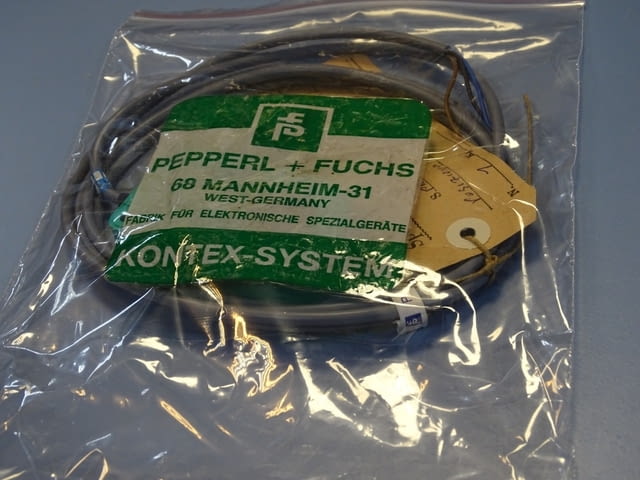 PEPPERL + FUCHS
68 MANNHEIM-31
WEST-GERMANY
FABRIK FÜR ELEKTRONISCHE SPEZIALGERÄTE
KONTEX-SYSTEM